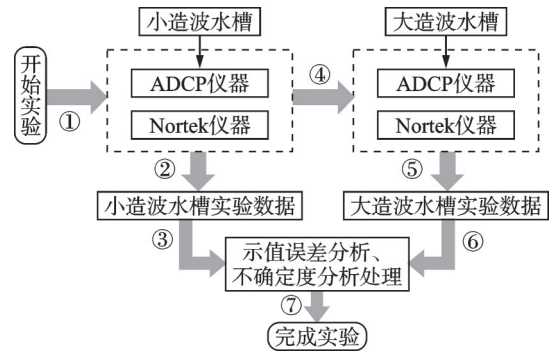 小造波水槽
大造波水槽
开始实验
ADCP仪器
④
ADCP仪器
①
Nortek仪器
Nortek仪器
②
⑤
小造波水槽实验数据
大造波水槽实验数据
③
示值误差分析、
不确定度分析处理
⑥
⑦
完成实验